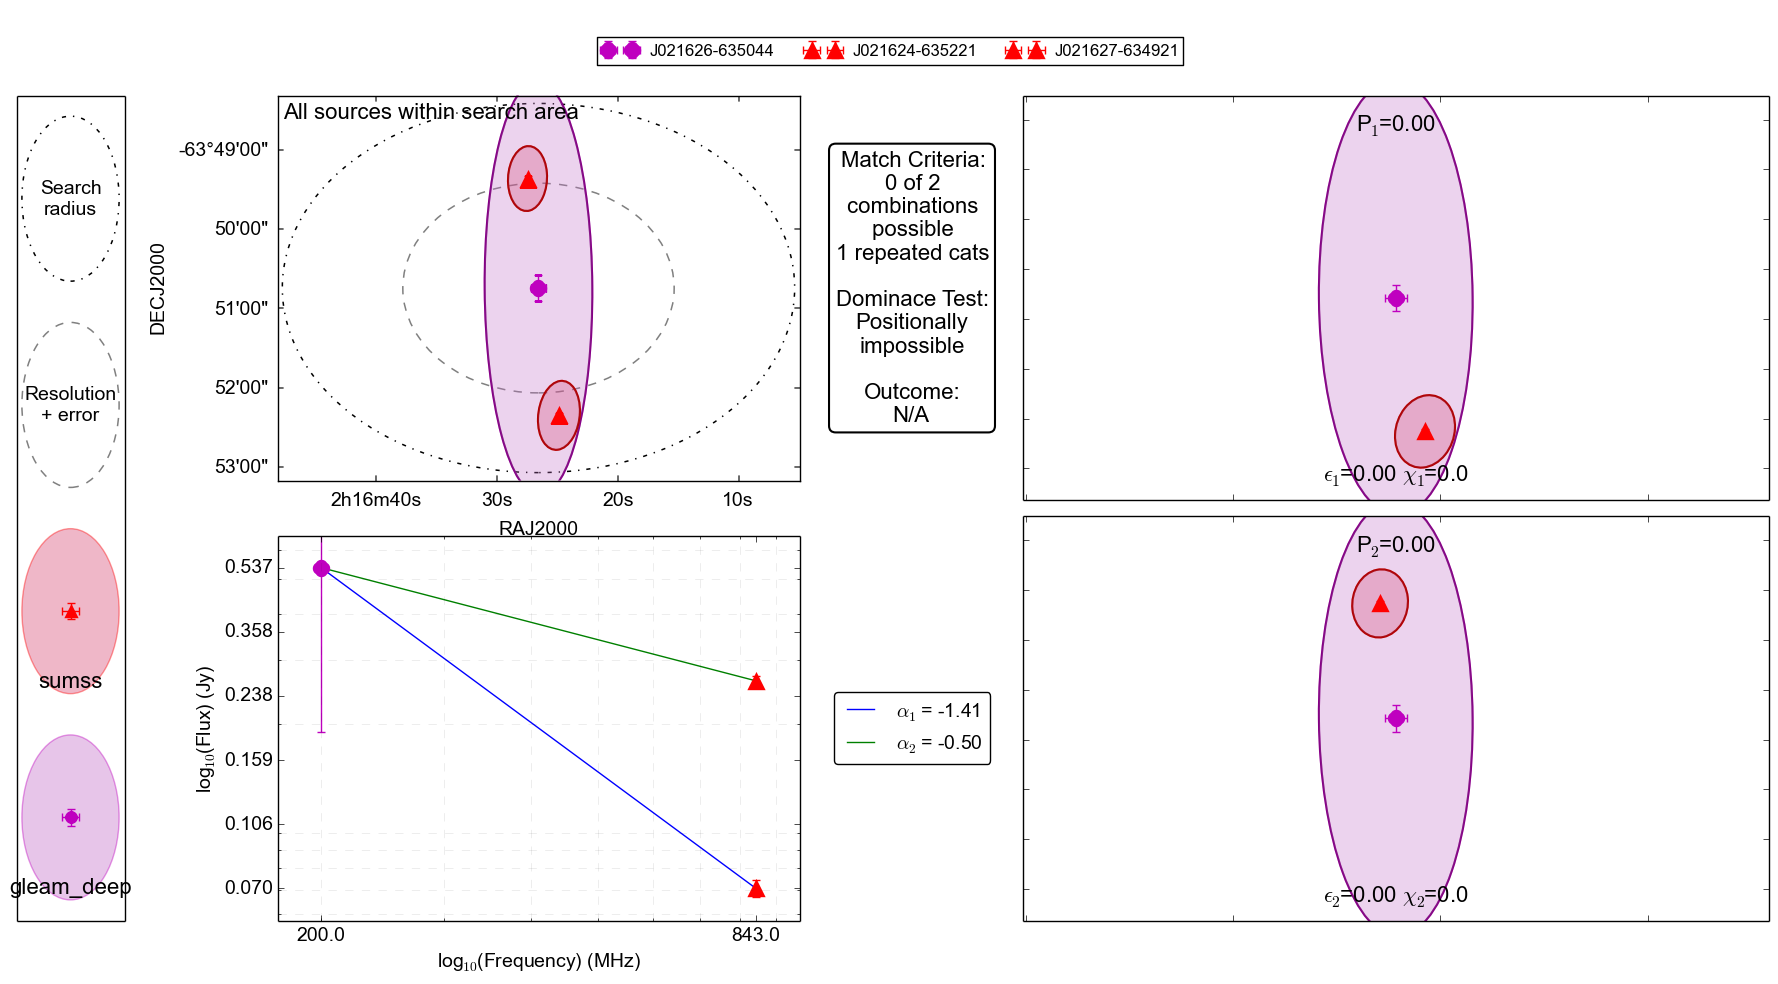 J021626-635044
J021624-635221
J021627-634921
Search
radius
Resolution
+ error
sumss
gleam_deep
All sources within search area
DECJ2000
-63°49'00"
50'00"
51'00"
52'00"
53'00"
2h16m40s
30s
20s
10s
RAJ2000
Match Criteria:
0 of 2
combinations
possible
1 repeated cats
Dominace Test:
Positionally
impossible
Outcome:
N/A
P₁=0.00
ϵ₁=0.00 χ₁=0.0
log₁₀(Flux) (Jy)
0.537
0.358
0.238
0.159
0.106
0.070
200.0
843.0
log₁₀(Frequency) (MHz)
α₁ = -1.41
α₂ = -0.50
P₂=0.00
ϵ₂=0.00 χ₂=0.0